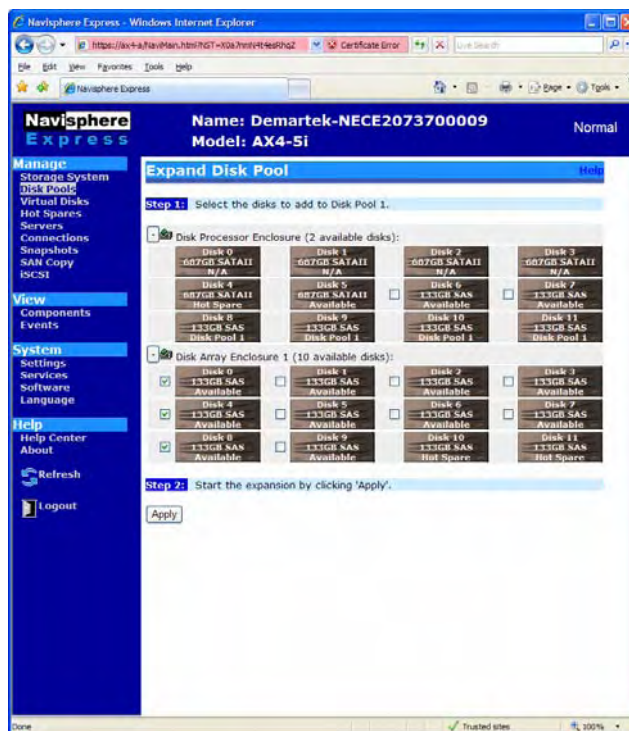 Navisphere Express - Windows Internet Explorer
Certificate Error
Live Search
File Edit View Favorites Tools Help
Navisphere Express
Page Tools
Navisphere Express
Name: Demartek-NECE2073700009
Model: AX4-5i
Normal
Manage
Storage System
Disk Pools
Virtual Disks
Hot Spares
Servers
Connections
Snapshots
SAN Copy
iSCSI
View
Components
Events
System
Settings
Services
Software
Language
Help
Help Center
About
Refresh
Logout
Expand Disk Pool
Help
Step 1: Select the disks to add to Disk Pool 1.
Disk Processor Enclosure (2 available disks):
Disk 0 Disk 1 Disk 2 Disk 3
687GB SATAII 687GB SATAII 687GB SATAII 687GB SATAII
N/A N/A N/A N/A
Disk 4 Disk 5 Disk 6 Disk 7
687GB SATAII 687GB SATAII 133GB SAS 133GB SAS
Hot Spare Available Available
Disk 8 Disk 9 Disk 10 Disk 11
133GB SAS 133GB SAS 133GB SAS 133GB SAS
Disk Pool 1 Disk Pool 1 Disk Pool 1 Disk Pool 1
Disk Array Enclosure 1 (10 available disks):
Disk 0 Disk 1 Disk 2 Disk 3
133GB SAS 133GB SAS 133GB SAS 133GB SAS
Available Available Available Available
Disk 4 Disk 5 Disk 6 Disk 7
133GB SAS 133GB SAS 133GB SAS 133GB SAS
Available Available Available Available
Disk 8 Disk 9 Disk 10 Disk 11
133GB SAS 133GB SAS 133GB SAS 133GB SAS
Available Available Hot Spare Hot Spare
Step 2: Start the expansion by clicking 'Apply'.
Apply
Done
Trusted sites
100%